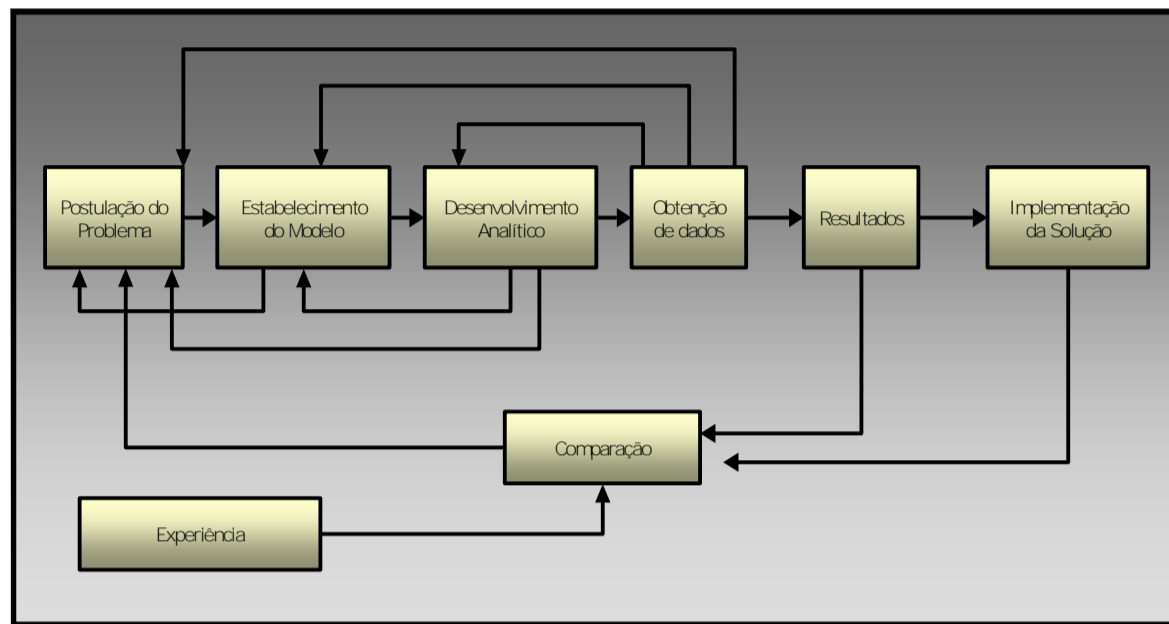 Postulação do
Problema
Estabelecimento
do Modelo
Desenvolvimento
Analítico
Obtenção
de dados
Resultados
Implementação
da Solução
Comparação
Experiência